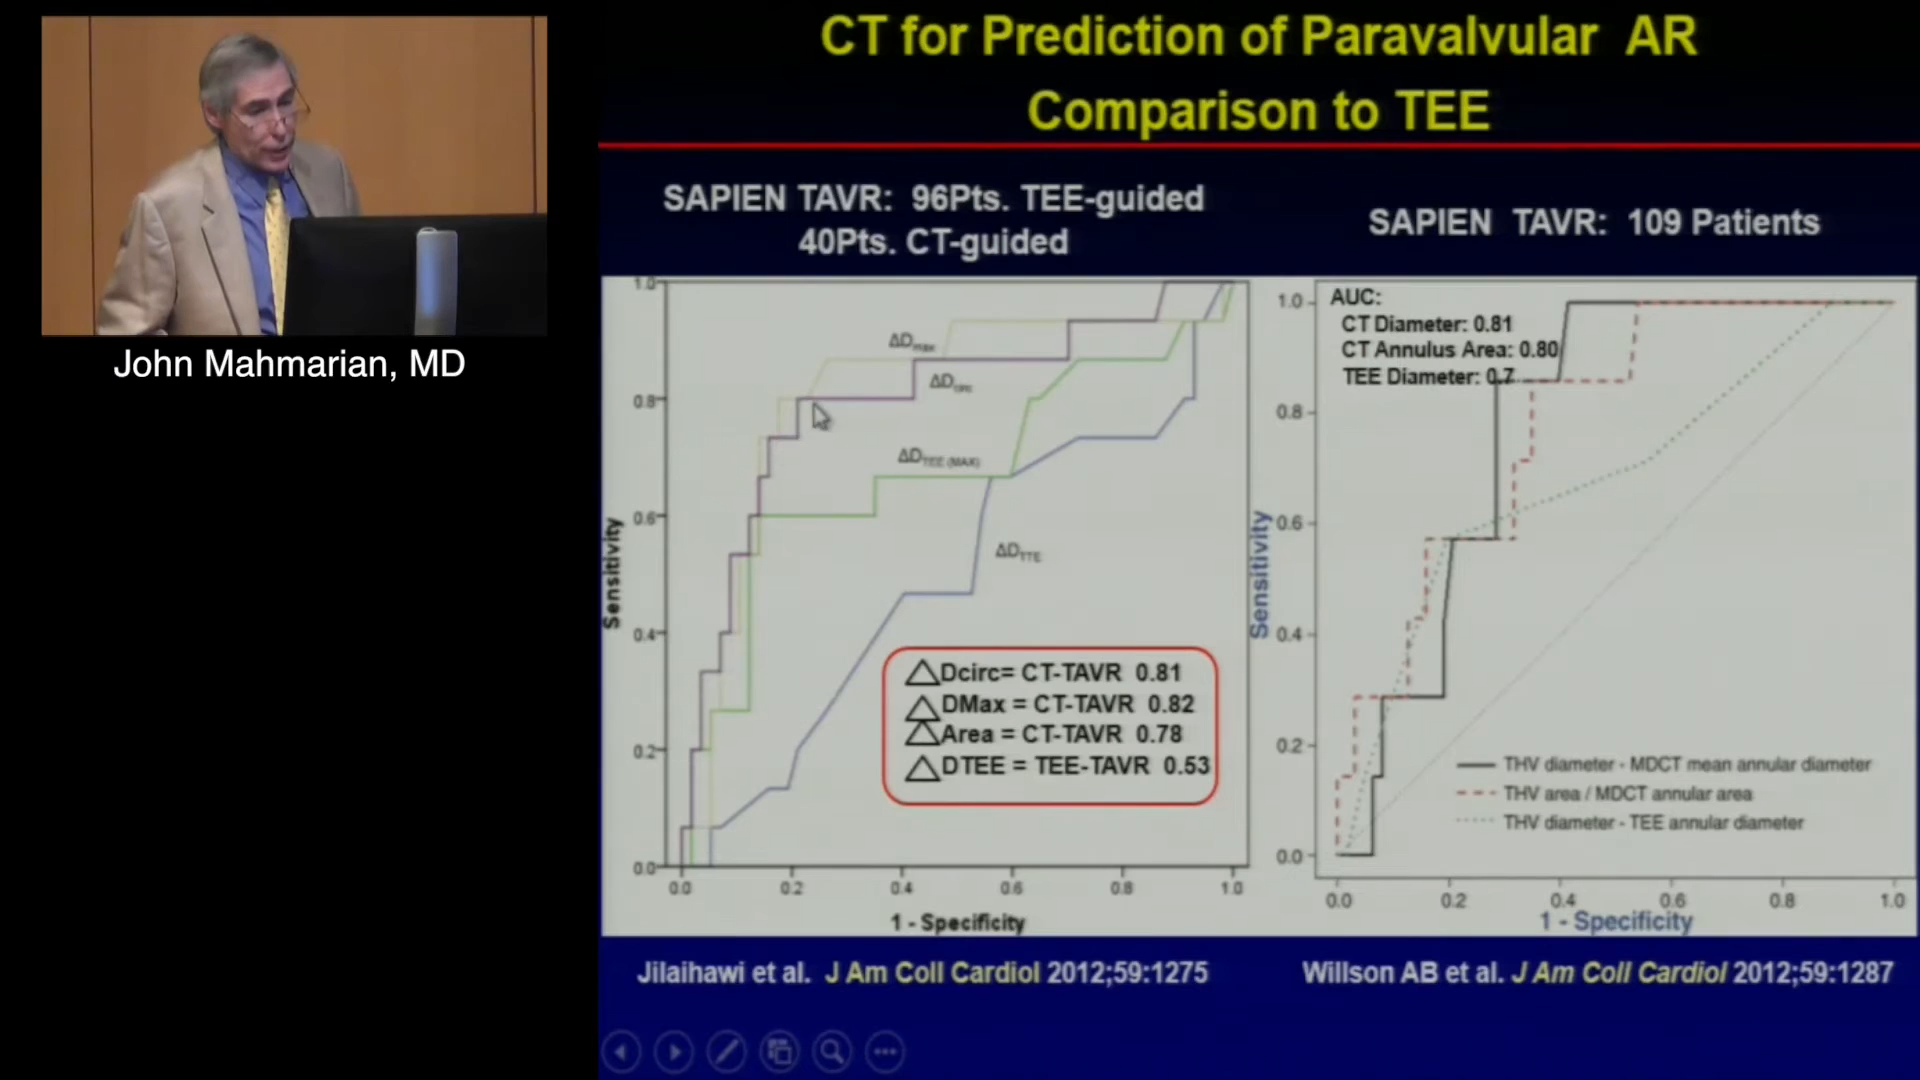 CT for Prediction of Paravalvular AR
Comparison to TEE
John Mahmarian, MD
SAPIEN TAVR: 96Pts. TEE-guided
40Pts. CT-guided
1.0
0.8
0.6
0.4
0.2
0.0
Sensitivity
ΔDmax
ΔD
ΔDTEE (MAX)
ΔDTTE
△Dcirc= CT-TAVR 0.81
△DMax = CT-TAVR 0.82
△Area = CT-TAVR 0.78
△DTEE = TEE-TAVR 0.53
0.0 0.2 0.4 0.6 0.8 1.0
1 - Specificity
Jilaihawi et al. J Am Coll Cardiol 2012;59:1275
SAPIEN TAVR: 109 Patients
AUC:
CT Diameter: 0.81
CT Annulus Area: 0.80
TEE Diameter: 0.7
1.0
0.8
0.6
0.4
0.2
0.0
Sensitivity
THV diameter - MDCT mean annular diameter
THV area / MDCT annular area
THV diameter - TEE annular diameter
0.0 0.2 0.4 0.6 0.8 1.0
1 - Specificity
Willson AB et al. J Am Coll Cardiol 2012;59:1287